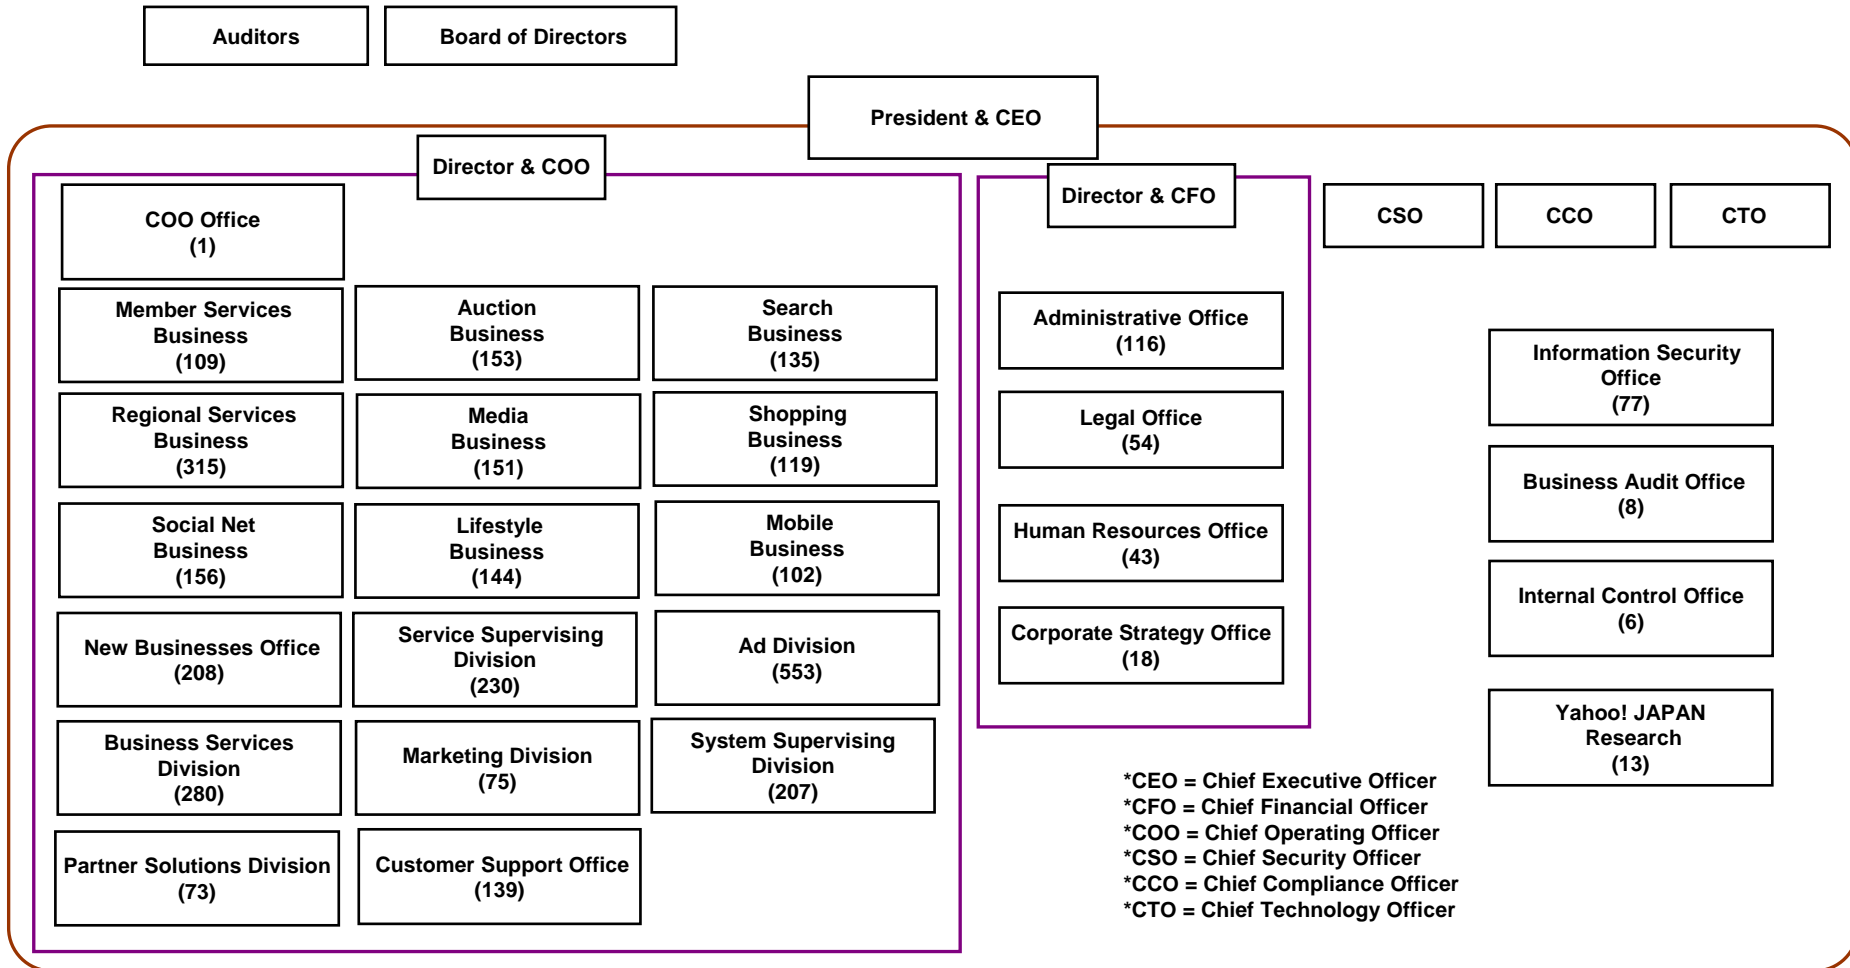 Auditors
Board of Directors
President & CEO
Director & COO
Director & CFO
CSO
CCO
CTO
COO Office
(1)
Member Services
Business
(109)
Auction
Business
(153)
Search
Business
(135)
Regional Services
Business
(315)
Media
Business
(151)
Shopping
Business
(119)
Social Net
Business
(156)
Lifestyle
Business
(144)
Mobile
Business
(102)
New Businesses Office
(208)
Service Supervising
Division
(230)
Ad Division
(553)
Business Services
Division
(280)
Marketing Division
(75)
System Supervising
Division
(207)
Partner Solutions Division
(73)
Customer Support Office
(139)
Administrative Office
(116)
Legal Office
(54)
Human Resources Office
(43)
Corporate Strategy Office
(18)
Information Security
Office
(77)
Business Audit Office
(8)
Internal Control Office
(6)
Yahoo! JAPAN
Research
(13)
*CEO = Chief Executive Officer
*CFO = Chief Financial Officer
*COO = Chief Operating Officer
*CSO = Chief Security Officer
*CCO = Chief Compliance Officer
*CTO = Chief Technology Officer